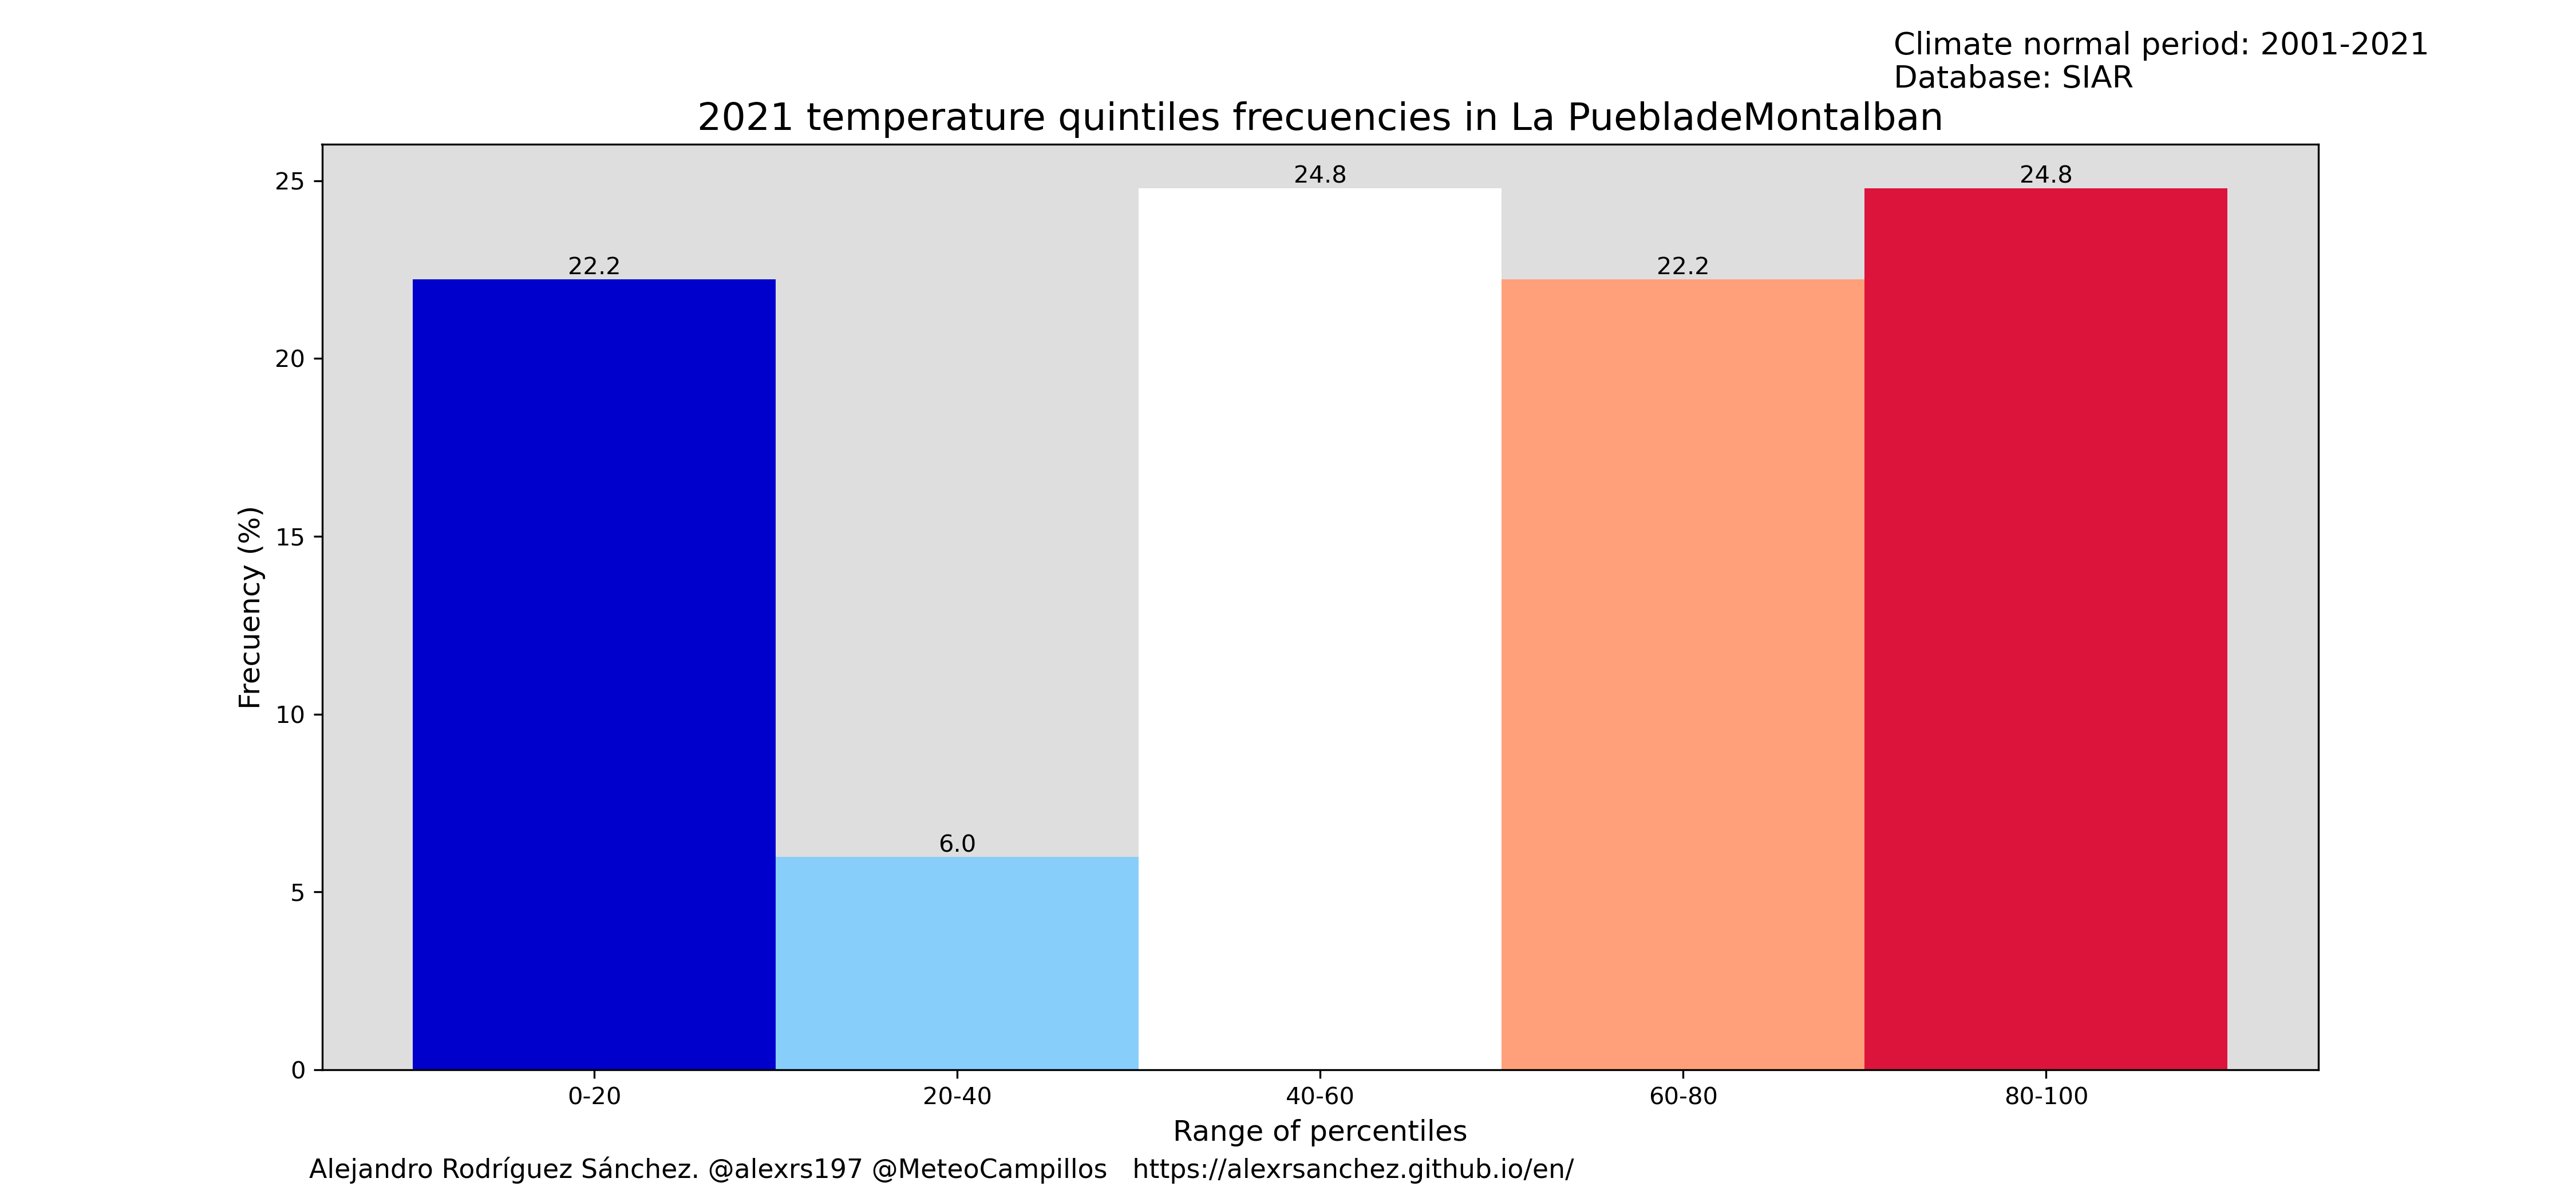 Climate normal period: 2001-2021
Database: SIAR
2021 temperature quintiles frecuencies in La PuebladeMontalban
24.8
24.8
25
22.2
22.2
20
15
Frecuency (%)
10
6.0
5
0
0-20
20-40
40-60
60-80
80-100
Range of percentiles
Alejandro Rodríguez Sánchez. @alexrs197 @MeteoCampillos https://alexrsanchez.github.io/en/